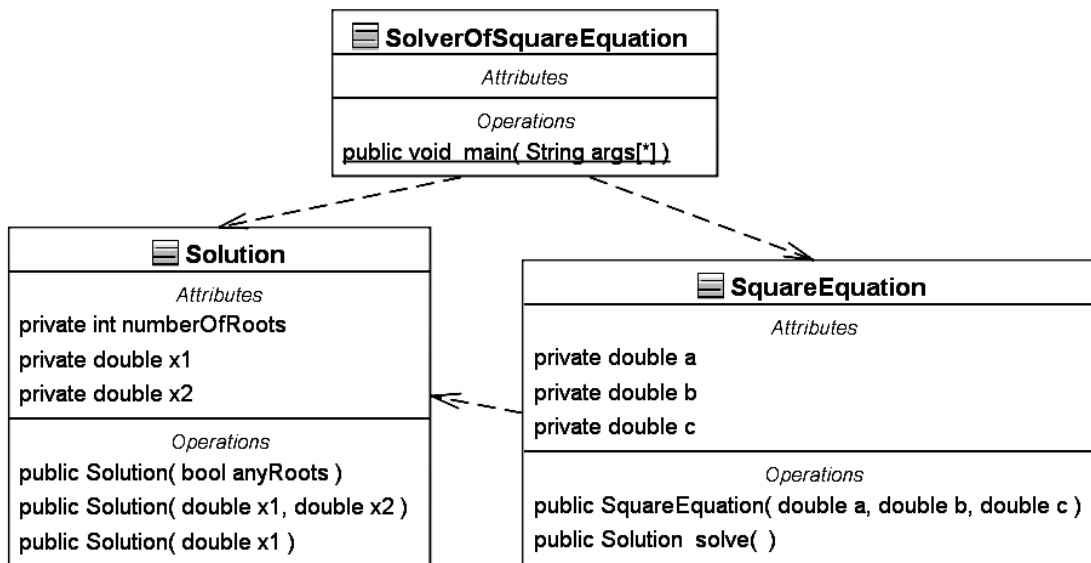 SolverOfSquareEquation
Attributes
Operations
public void main( String args[*] )
Solution
Attributes
private int numberOfRoots
private double x1
private double x2
Operations
public Solution( bool anyRoots )
public Solution( double x1, double x2 )
public Solution( double x1 )
SquareEquation
Attributes
private double a
private double b
private double c
Operations
public SquareEquation( double a, double b, double c )
public Solution solve( )